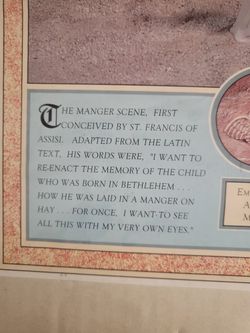 THE MANGER SCENE, FIRST
CONCEIVED BY ST. FRANCIS OF
ASSISI. ADAPTED FROM THE LATIN
TEXT. HIS WORDS WERE, "I WANT TO
RE-ENACT THE MEMORY OF THE CHILD
WHO WAS BORN IN BETHLEHEM . . .
HOW HE WAS LAID IN A MANGER ON
HAY . . . FOR ONCE, I WANT TO SEE
ALL THIS WITH MY VERY OWN EYES."
EM
A
M